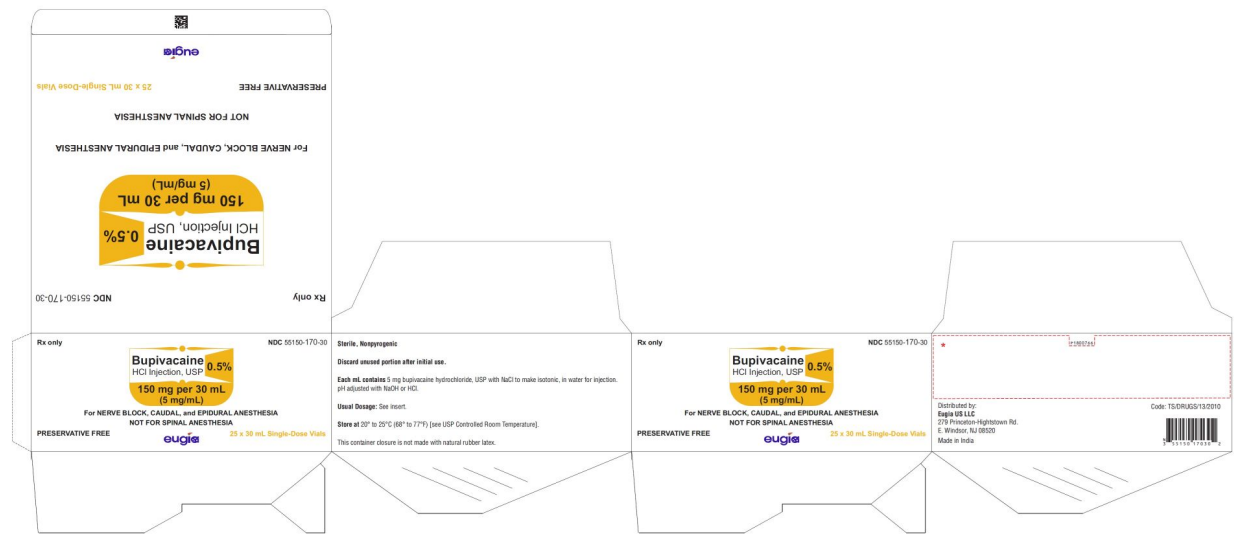 eugia
25 x 30 mL Single-Dose Vials
PRESERVATIVE FREE
NOT FOR SPINAL ANESTHESIA
For NERVE BLOCK, CAUDAL, and EPIDURAL ANESTHESIA
150 mg per 30 mL
(5 mg/mL)
Bupivacaine
HCl Injection, USP
0.5%
NDC 55150-170-30
Rx only
Rx only
NDC 55150-170-30
Bupivacaine
HCl Injection, USP
0.5%
150 mg per 30 mL
(5 mg/mL)
For NERVE BLOCK, CAUDAL, and EPIDURAL ANESTHESIA
NOT FOR SPINAL ANESTHESIA
PRESERVATIVE FREE
eugia
25 x 30 mL Single-Dose Vials
Sterile, Nonpyrogenic
Discard unused portion after initial use.
Each mL contains 5 mg bupivacaine hydrochloride, USP with NaCl to make isotonic, in water for injection.
pH adjusted with NaOH or HCl.
Usual Dosage: See insert.
Store at 20° to 25°C (68° to 77°F) [see USP Controlled Room Temperature].
This container closure is not made with natural rubber latex.
Rx only
NDC 55150-170-30
Bupivacaine
HCl Injection, USP
0.5%
150 mg per 30 mL
(5 mg/mL)
For NERVE BLOCK, CAUDAL, and EPIDURAL ANESTHESIA
NOT FOR SPINAL ANESTHESIA
PRESERVATIVE FREE
eugia
25 x 30 mL Single-Dose Vials
*
Distributed by:
Eugia US LLC
279 Princeton-Hightstown Rd.
E. Windsor, NJ 08520
Made in India
Code: TS/DRUGS/13/2010